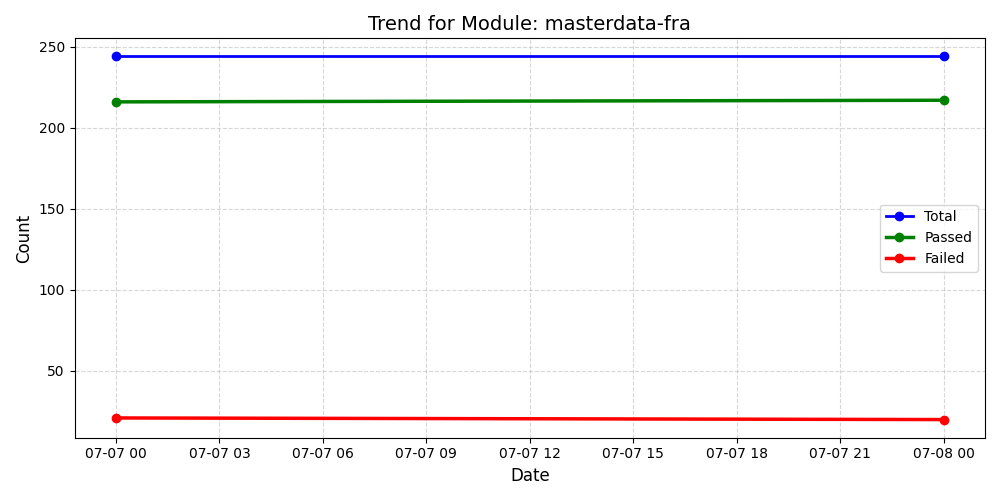 Trend for Module: masterdata-fra
250
200
150
100
50
Count
Total
Passed
Failed
07-07 00
07-07 03
07-07 06
07-07 09
07-07 12
07-07 15
07-07 18
07-07 21
07-08 00
Date